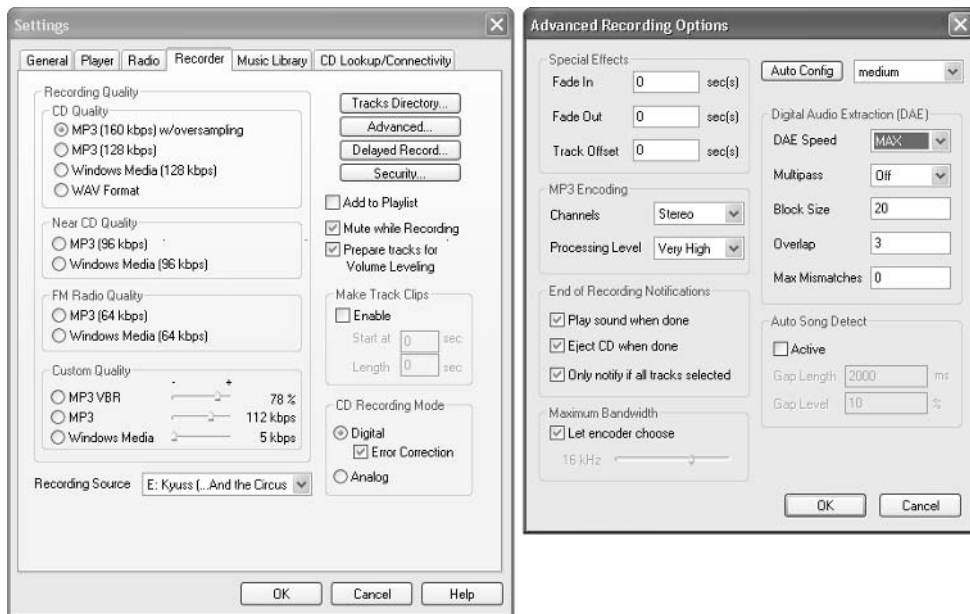 Settings
General Player Radio Recorder Music Library CD Lookup/Connectivity
Recording Quality
CD Quality
MP3 (160 kbps) w/oversampling
MP3 (128 kbps)
Windows Media (128 kbps)
WAV Format
Near CD Quality
MP3 (96 kbps)
Windows Media (96 kbps)
FM Radio Quality
MP3 (64 kbps)
Windows Media (64 kbps)
Custom Quality
- +
MP3 VBR 78 %
MP3 112 kbps
Windows Media 5 kbps
Recording Source E: Kyuss (...And the Circus
Tracks Directory...
Advanced...
Delayed Record...
Security...
Add to Playlist
Mute while Recording
Prepare tracks for
Volume Leveling
Make Track Clips
Enable
Start at 0 sec
Length 0 sec
CD Recording Mode
Digital
Error Correction
Analog
OK Cancel Help
Advanced Recording Options
Special Effects
Fade In 0 sec(s)
Fade Out 0 sec(s)
Track Offset 0 sec(s)
MP3 Encoding
Channels Stereo
Processing Level Very High
End of Recording Notifications
Play sound when done
Eject CD when done
Only notify if all tracks selected
Maximum Bandwidth
Let encoder choose
16 kHz
Auto Config medium
Digital Audio Extraction (DAE)
DAE Speed MAX
Multipass Off
Block Size 20
Overlap 3
Max Mismatches 0
Auto Song Detect
Active
Gap Length 2000 ms
Gap Level 10 %
OK Cancel